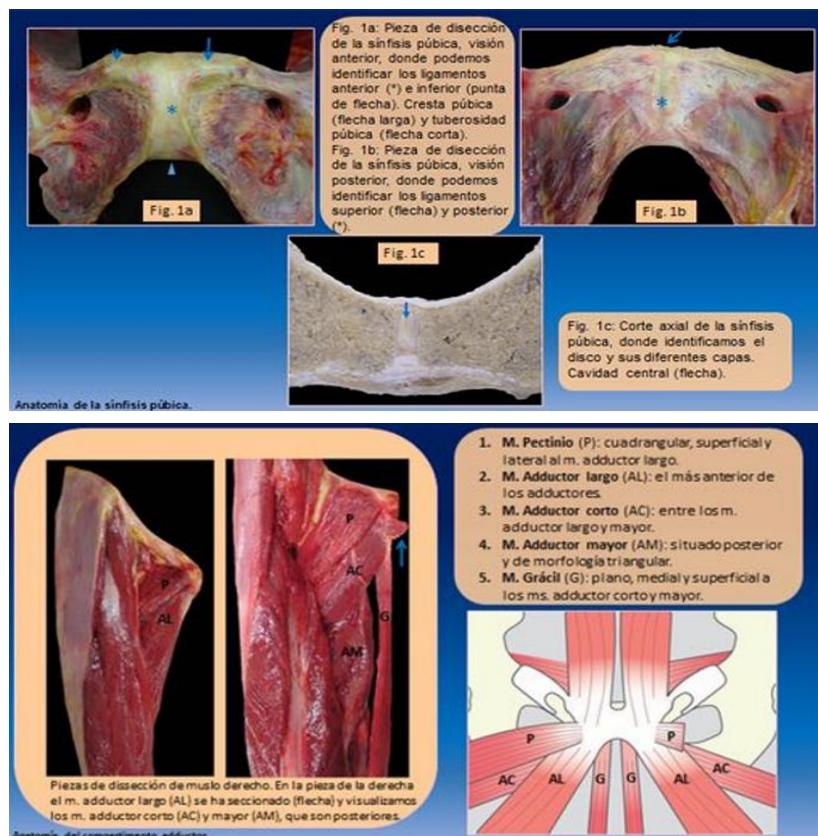 Fig. 1a: Pieza de disección
de la sínfisis púbica, visión
anterior, donde podemos
identificar los ligamentos
anterior (*) e inferior (punta
de flecha). Cresta púbica
(flecha larga) y tuberosidad
púbica (flecha corta).
Fig. 1b: Pieza de disección
de la sínfisis púbica, visión
posterior, donde podemos
identificar los ligamentos
superior (flecha) y posterior
(*).
*
Fig. 1a
*
Fig. 1b
Fig. 1c
Fig. 1c: Corte axial de la sínfisis
púbica, donde identificamos el
disco y sus diferentes capas.
Cavidad central (flecha).
Anatomía de la sínfisis púbica.
P
AL
P
AC
G
AM
Piezas de dissección de muslo derecho. En la pieza de la derecha
el m. adductor largo (AL) se ha seccionado (flecha) y visualizamos
los m. adductor corto (AC) y mayor (AM), que son posteriores.
1. M. Pectinio (P): cuadrangular, superficial y
lateral al m. adductor largo.
2. M. Adductor largo (AL): el más anterior de
los adductores.
3. M. Adductor corto (AC): entre los m.
adductor largo y mayor.
4. M. Adductor mayor (AM): situado posterior
y de morfología triangular.
5. M. Grácil (G): plano, medial y superficial a
los ms. adductor corto y mayor.
P
P
AC
AL
G
G
AL
AC
Anatomía del compartimento adductor